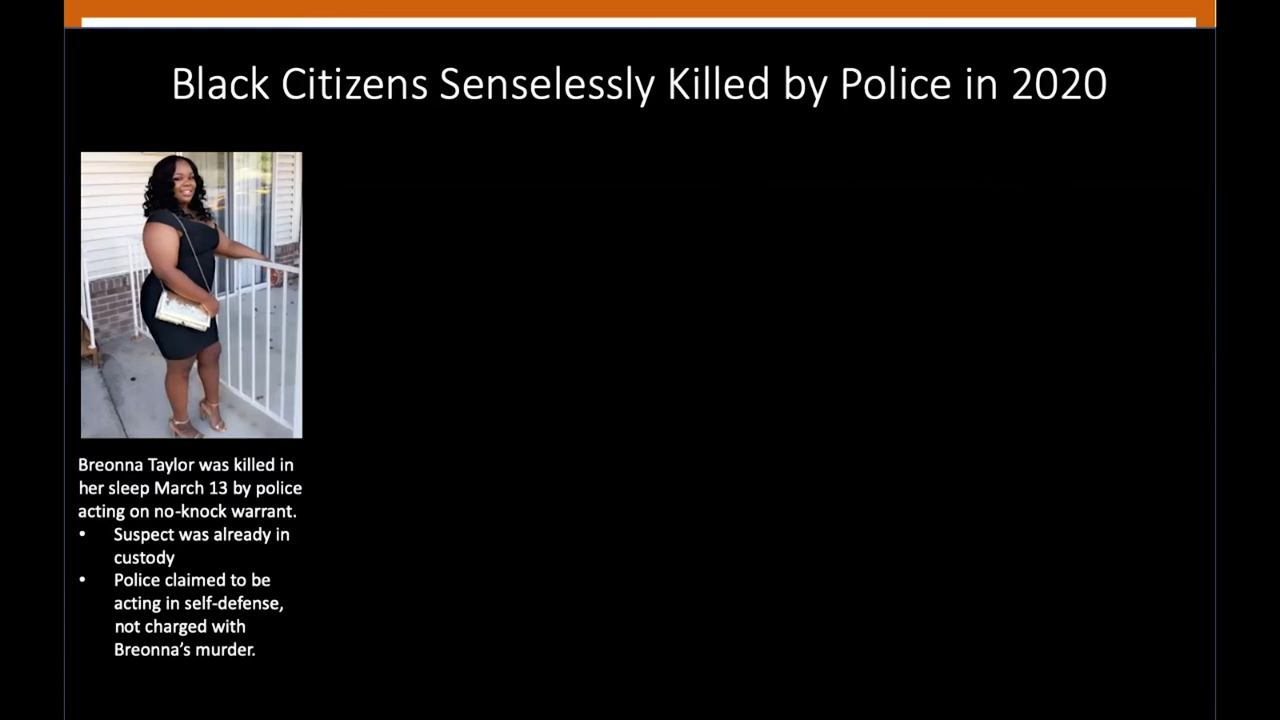 Black Citizens Senselessly Killed by Police in 2020
Breonna Taylor was killed in
her sleep March 13 by police
acting on no-knock warrant.
• Suspect was already in
custody
• Police claimed to be
acting in self-defense,
not charged with
Breonna’s murder.